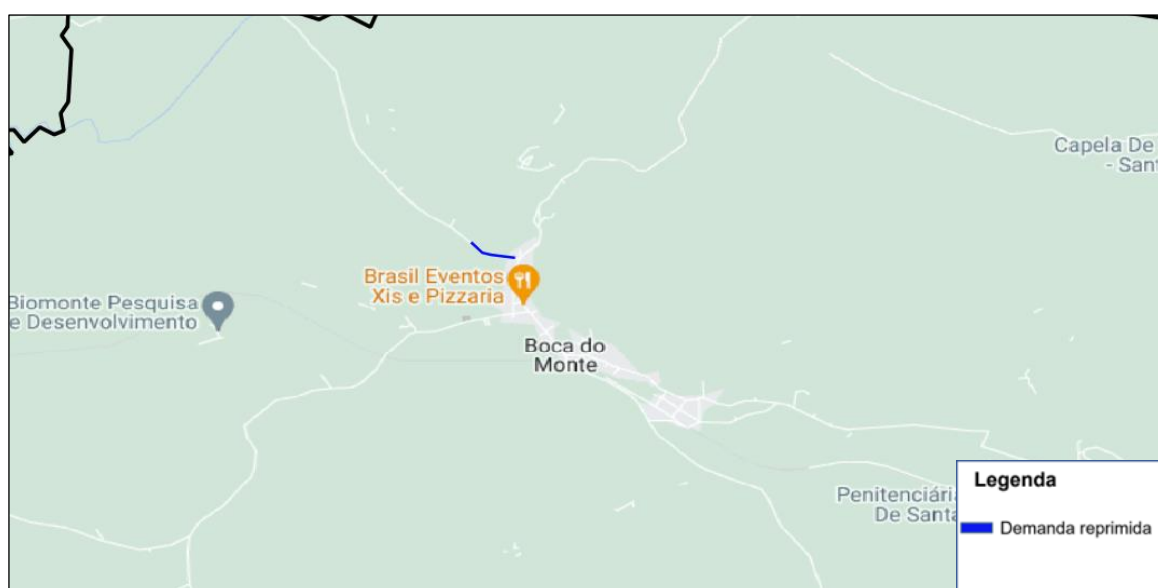 Capela De
- Sant
Brasil Eventos
Xis e Pizzaria
Biomonte Pesquisa
e Desenvolvimento
Boca do
Monte
Penitenciária
De Santa
Legenda
Demanda reprimida